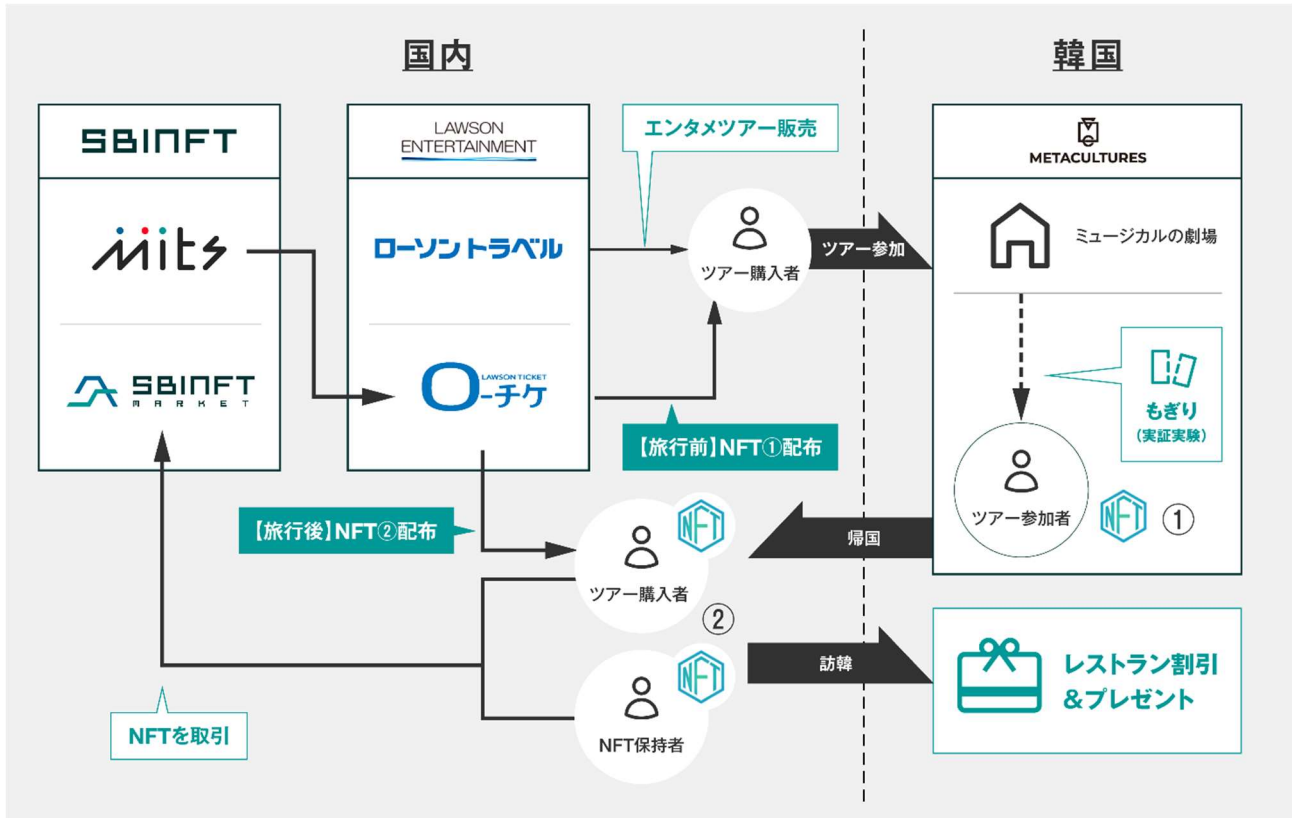 国内
韓国
SBINFT
LAWSON
ENTERTAINMENT
エンタメツアー販売
METACULTURES
mits
ローソントラベル
ツアー購入者
ツアー参加
ミュージカルの劇場
SBINFT
MARKET
LAWSON TICKET
ローチケ
【旅行前】NFT①配布
もぎり
(実証実験)
ツアー参加者
NFT
①
【旅行後】NFT②配布
NFT
ツアー購入者
帰国
②
NFT
NFT保持者
訪韓
レストラン割引
&プレゼント
NFTを取引